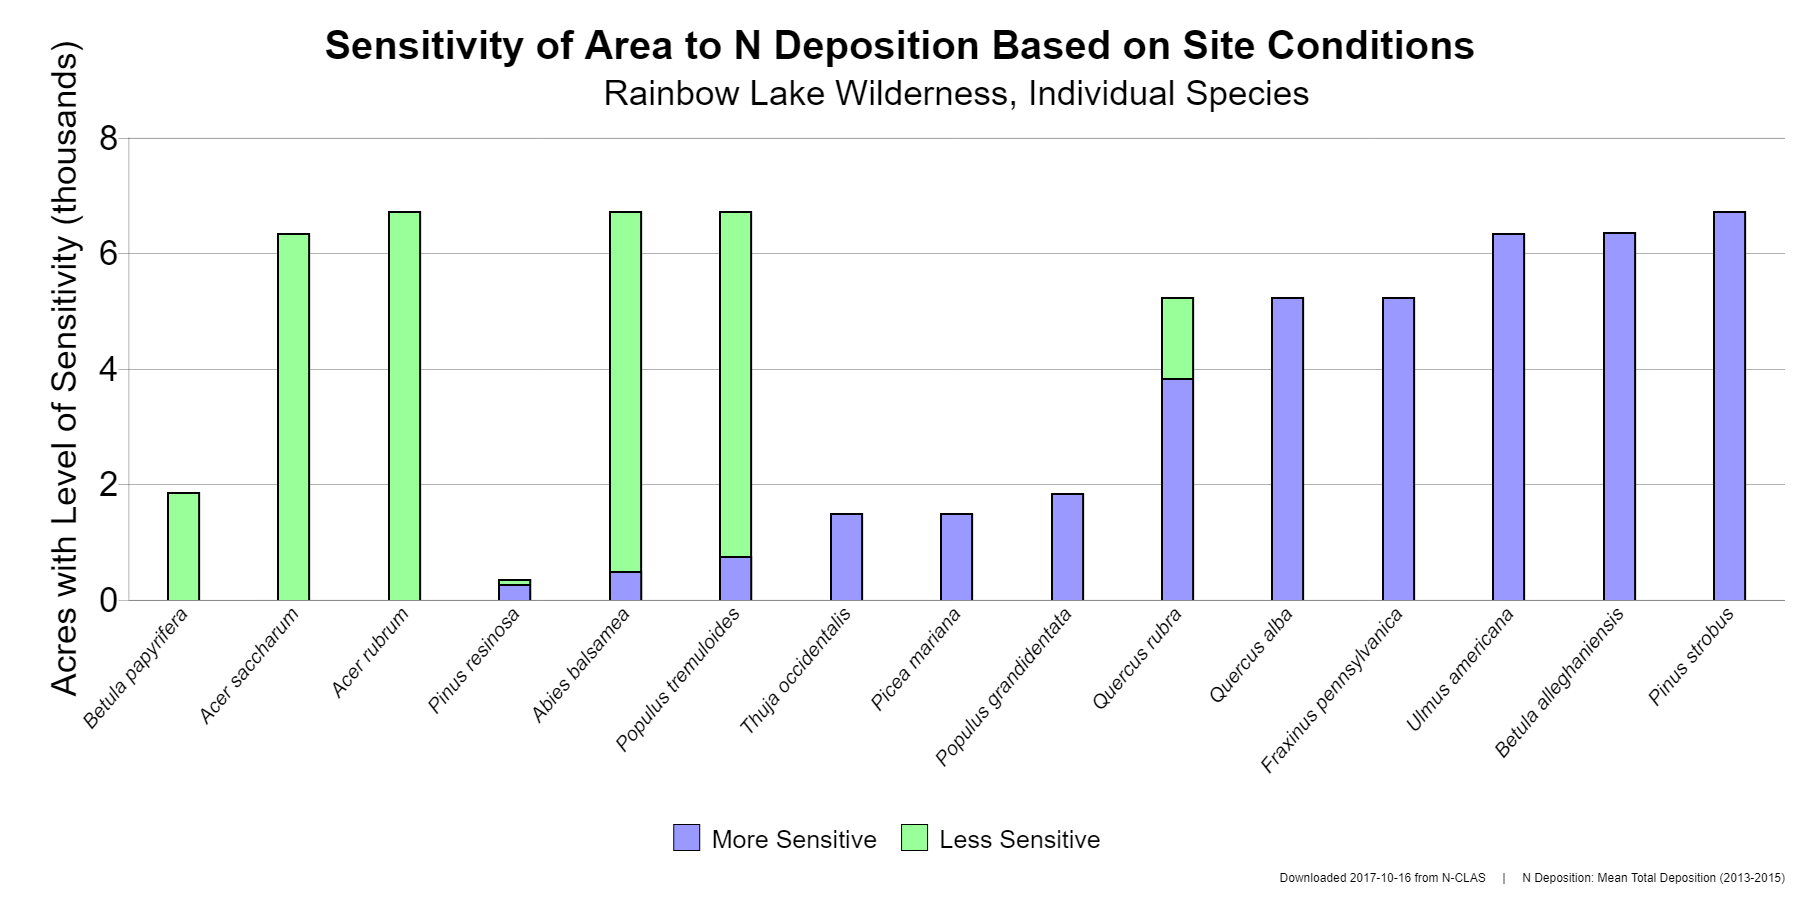 Sensitivity of Area to N Deposition Based on Site Conditions
Rainbow Lake Wilderness, Individual Species
Acres with Level of Sensitivity (thousands)
8
6
4
2
0
Betula papyrifera
Acer saccharum
Acer rubrum
Pinus resinosa
Abies balsamea
Populus tremuloides
Thuja occidentalis
Picea mariana
Populus grandidentata
Quercus rubra
Quercus alba
Fraxinus pennsylvanica
Ulmus americana
Betula alleghaniensis
Pinus strobus
More Sensitive
Less Sensitive
Downloaded 2017-10-16 from N-CLAS | N Deposition: Mean Total Deposition (2013-2015)